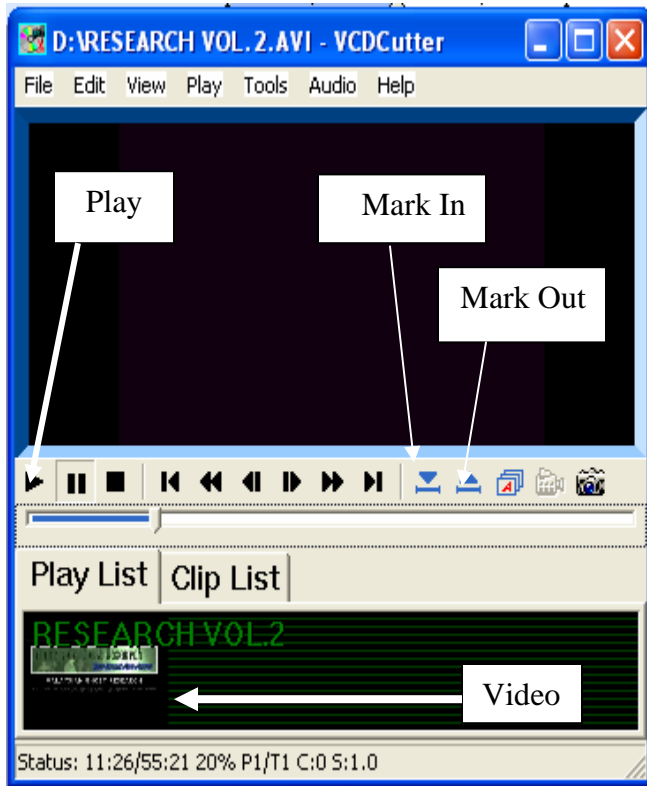 D:\RESEARCH VOL.2.AVI - VCDCutter
File Edit View Play Tools Audio Help
Play
Mark In
Mark Out
Play List Clip List
RESEARCH VOL.2
Video
Status: 11:26/55:21 20% P1/T1 C:0 S:1.0